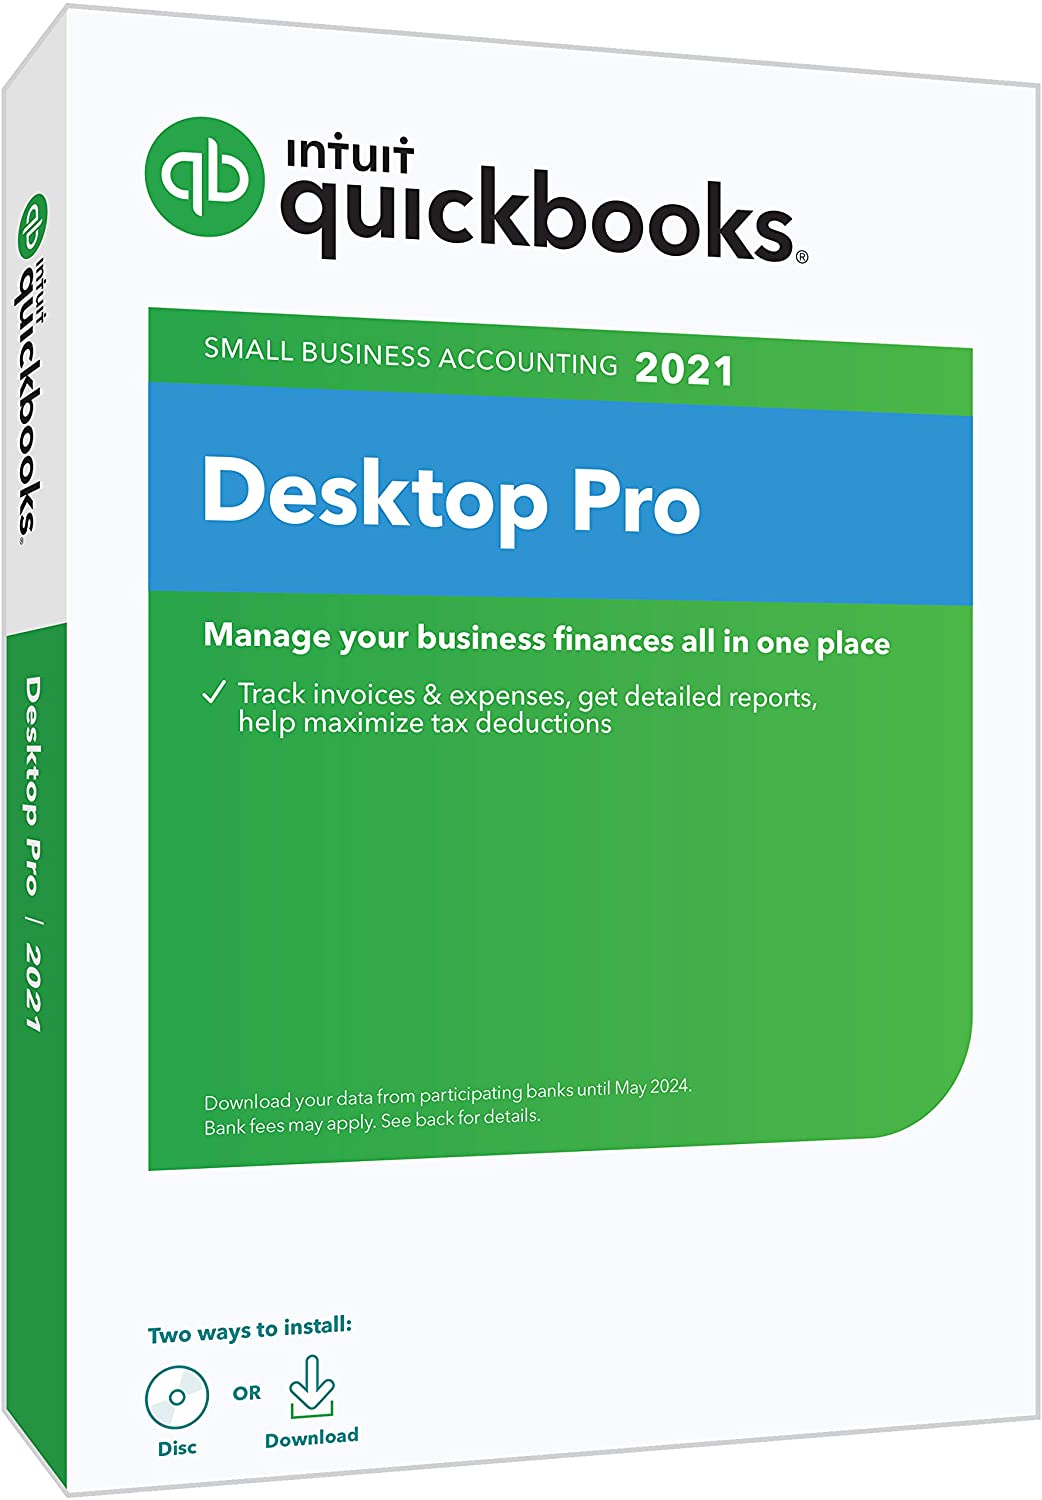 qb
intuit
quickbooks®
SMALL BUSINESS ACCOUNTING 2021
Desktop Pro
Manage your business finances all in one place
✓ Track invoices & expenses, get detailed reports,
help maximize tax deductions
Download your data from participating banks until May 2024.
Bank fees may apply. See back for details.
Two ways to install:
Disc OR Download
qb
intuit
quickbooks®
Desktop Pro / 2021